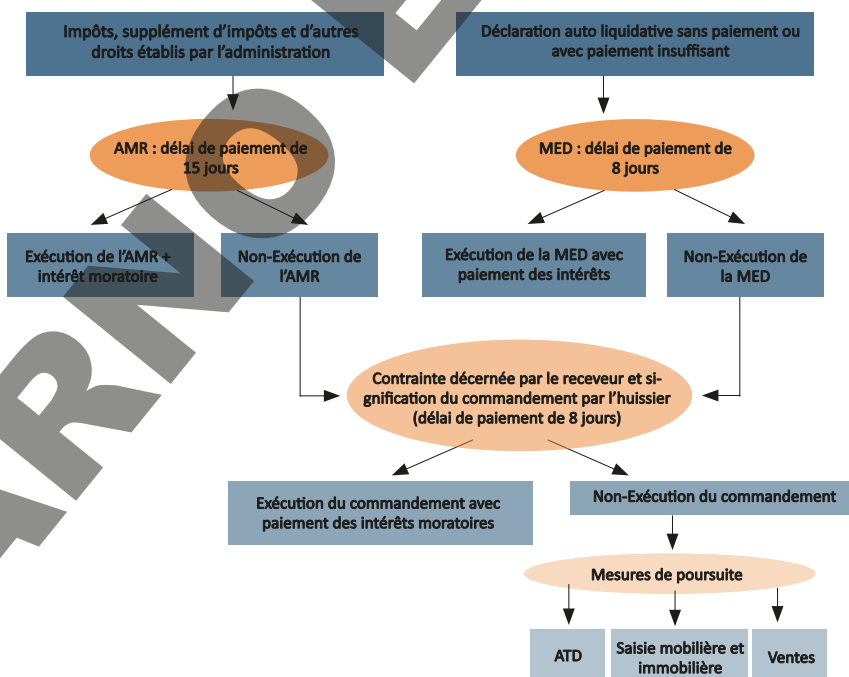 Impôts, supplément d'impôts et d'autres
droits établis par l'administration
Déclaration auto liquidative sans paiement ou
avec paiement insuffisant
AMR : délai de paiement de
15 jours
MED : délai de paiement de
8 jours
Exécution de l'AMR +
intérêt moratoire
Non-Exécution de
l'AMR
Exécution de la MED avec
paiement des intérêts
Non-Exécution de
la MED
Contrainte décernée par le receveur et si-
gnification du commandement par l'huissier
(délai de paiement de 8 jours)
Exécution du commandement avec
paiement des intérêts moratoires
Non-Exécution du commandement
Mesures de poursuite
ATD
Saisie mobilière et
immobilière
Ventes